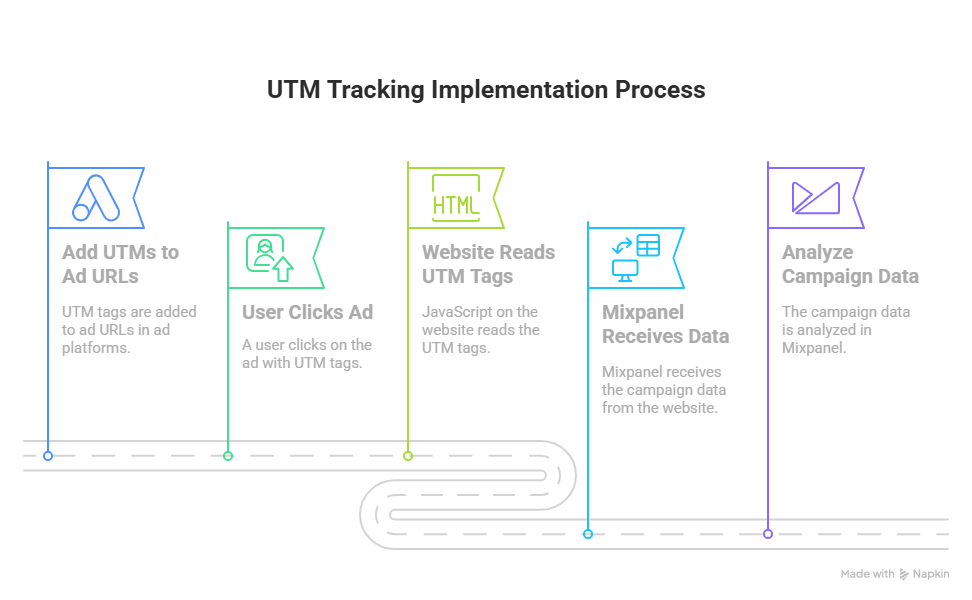 UTM Tracking Implementation Process
HTML
Add UTMs to
Ad URLs
UTM tags are added
to ad URLs in ad
platforms.
User Clicks Ad
A user clicks on the
ad with UTM tags.
Website Reads
UTM Tags
JavaScript on the
website reads the
UTM tags.
Mixpanel
Receives Data
Mixpanel receives
the campaign data
from the website.
Analyze
Campaign Data
The campaign data
is analyzed in
Mixpanel.
Made with Napkin